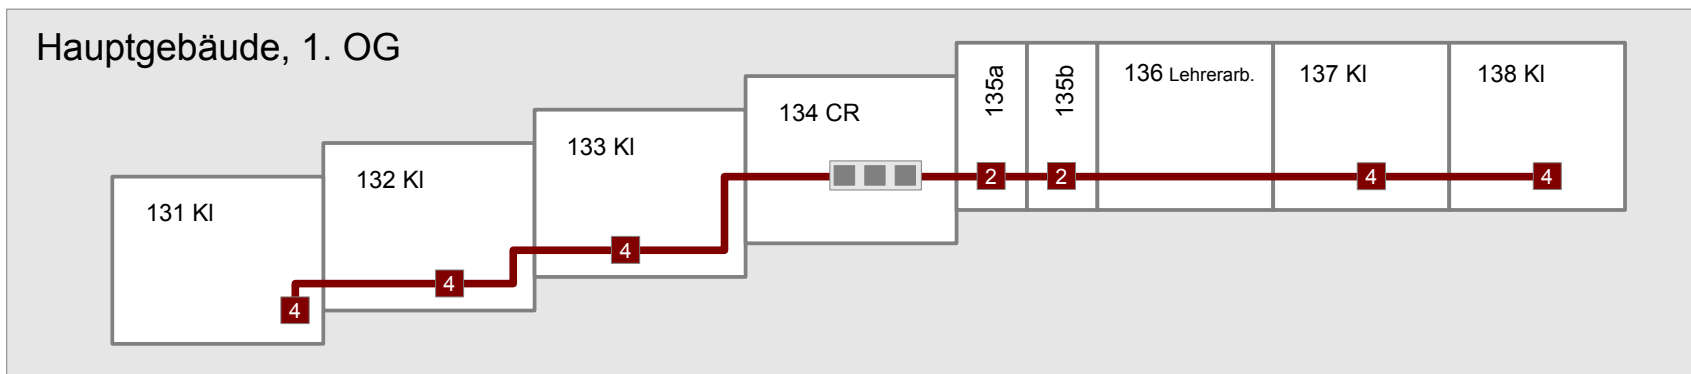 Hauptgebäude, 1. OG
131 Kl
132 Kl
133 Kl
134 CR
135a
135b
136 Lehrerarb.
137 Kl
138 Kl
4
4
4
2
2
4
4